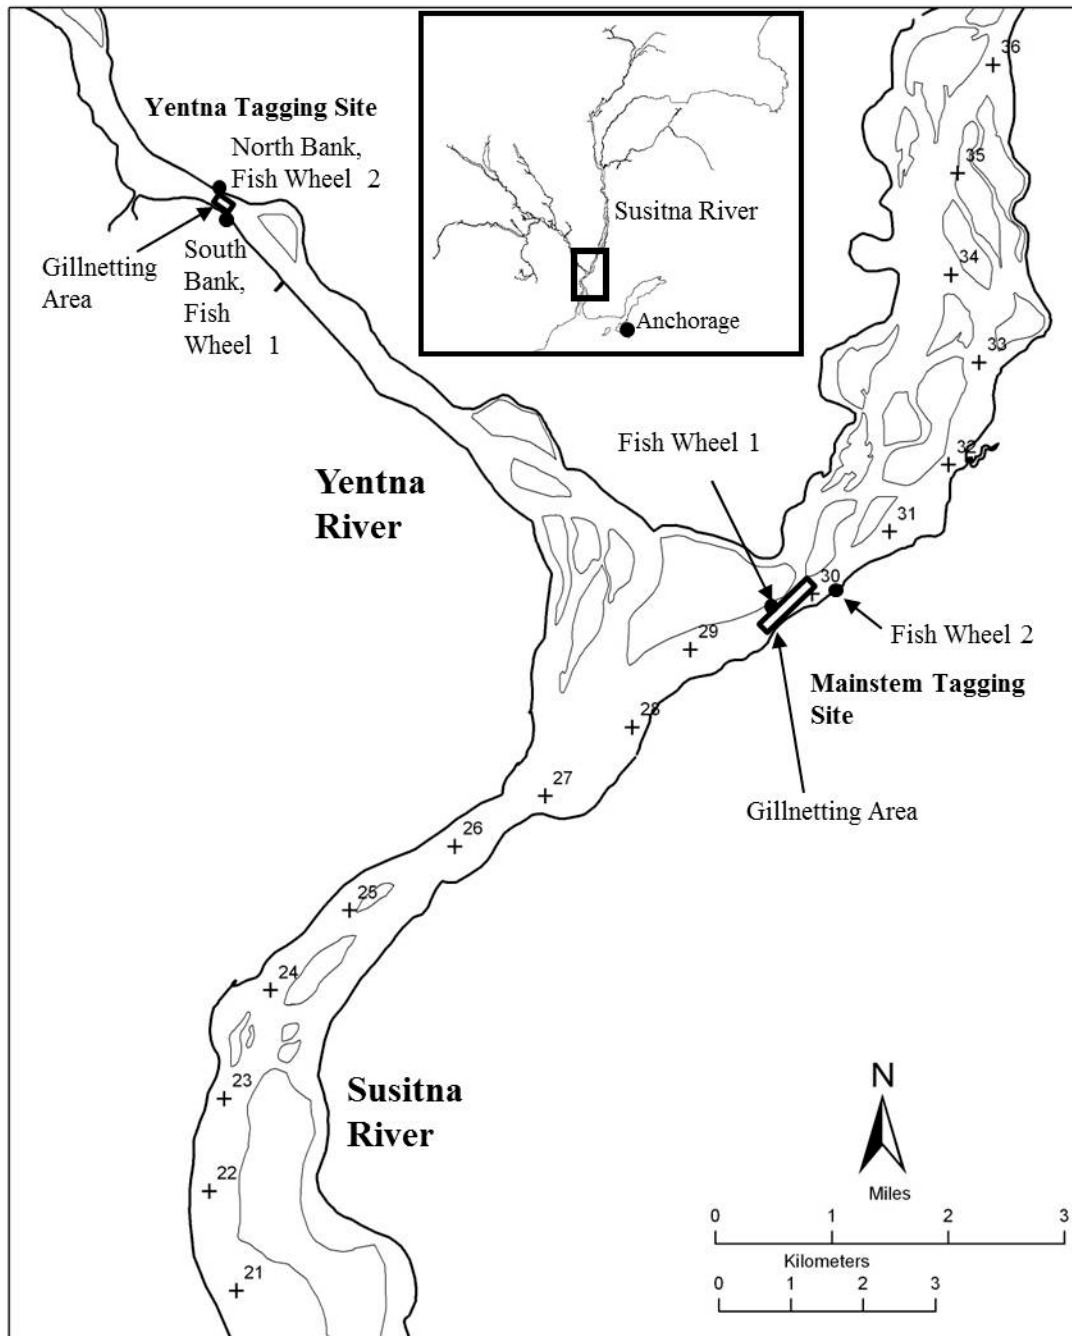 36
Yentna Tagging Site
North Bank,
Fish Wheel 2
35
Susitna River
South
Bank,
Fish
Wheel 1
Gillnetting
Area
34
Anchorage
33
Fish Wheel 1
32
Yentna
River
31
30
29
Fish Wheel 2
Mainstem Tagging
Site
28
27
Gillnetting Area
26
25
24
23
Susitna
River
N
22
Miles
0 1 2 3
Kilometers
0 1 2 3
21